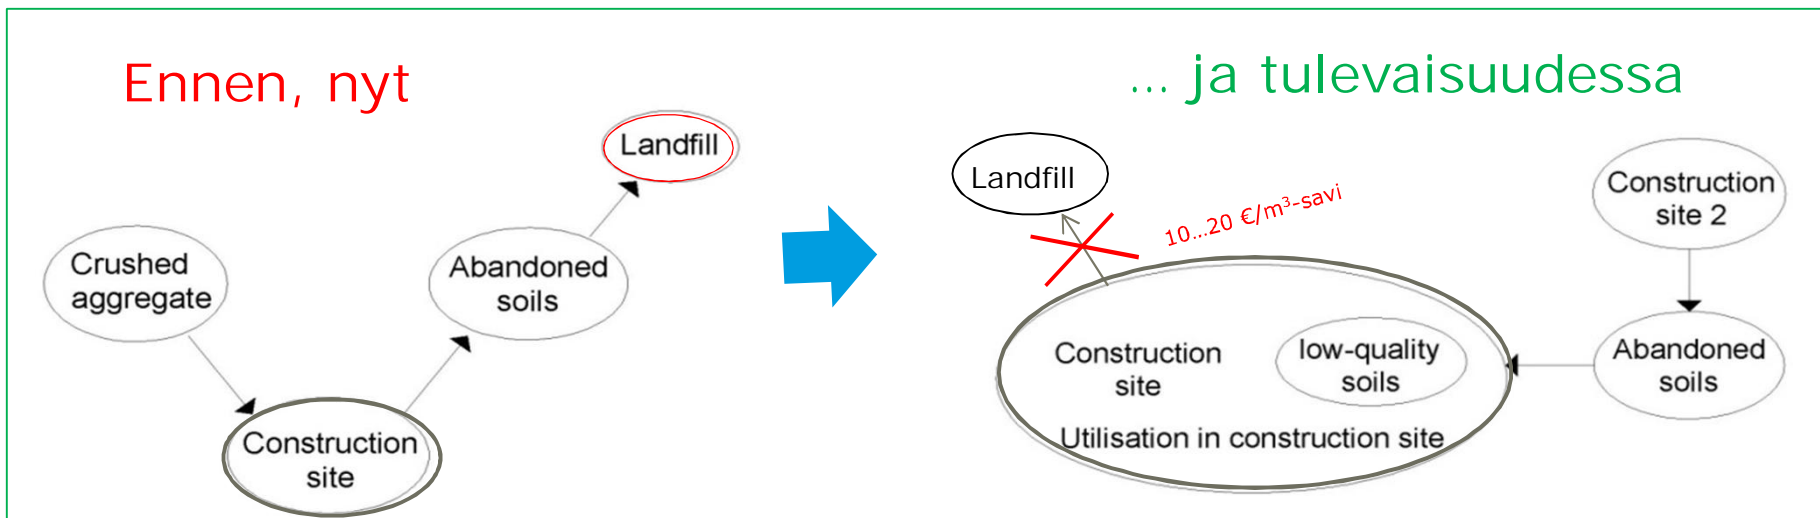 Ennen, nyt
Landfill
Crushed
aggregate
Abandoned
soils
Construction
site
... ja tulevaisuudessa
Landfill
10...20 €/m³-savi
Construction
site 2
Construction
site
low-quality
soils
Abandoned
soils
Utilisation in construction site